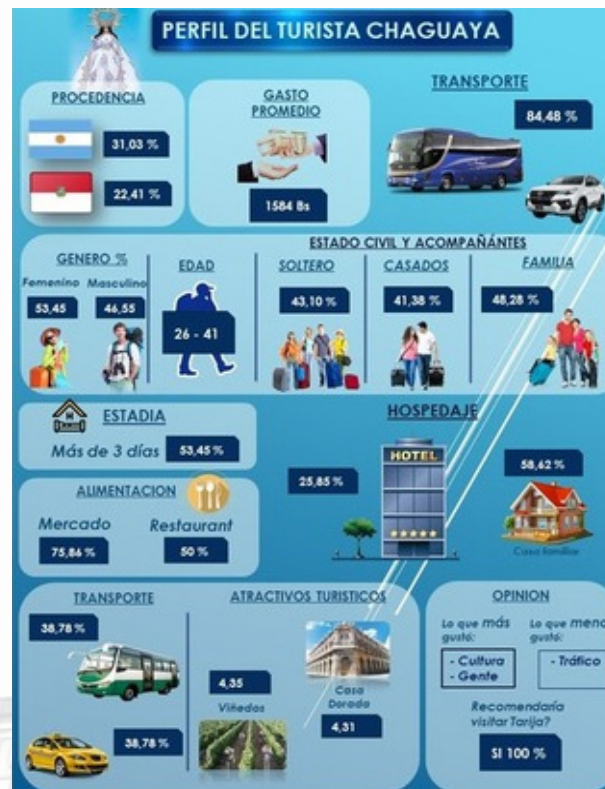 PERFIL DEL TURISTA CHAGUAYA
PROCEDENCIA
31,03 %
22,41 %
GASTO
PROMEDIO
1584 Bs
TRANSPORTE
84,48 %
GENERO %
Femenino Masculino
53,45 46,55
EDAD
26 - 41
ESTADO CIVIL Y ACOMPAÑÁNTES
SOLTERO
43,10 %
CASADOS
41,38 %
FAMILIA
48,28 %
ESTADIA
Más de 3 días 53,45 %
ALIMENTACION
Mercado Restaurant
75,86 % 50 %
HOSPEDAJE
25,85 %
HOTEL
58,62 %
Casa familiar
TRANSPORTE
38,78 %
38,78 %
ATRACTIVOS TURISTICOS
4,35
Viñedos
Casa
Dorada
4,31
OPINION
Lo que más
gustó:
- Cultura
- Gente
Lo que meno
gustó:
- Tráfico
Recomendaría
visitar Tarija?
SI 100 %